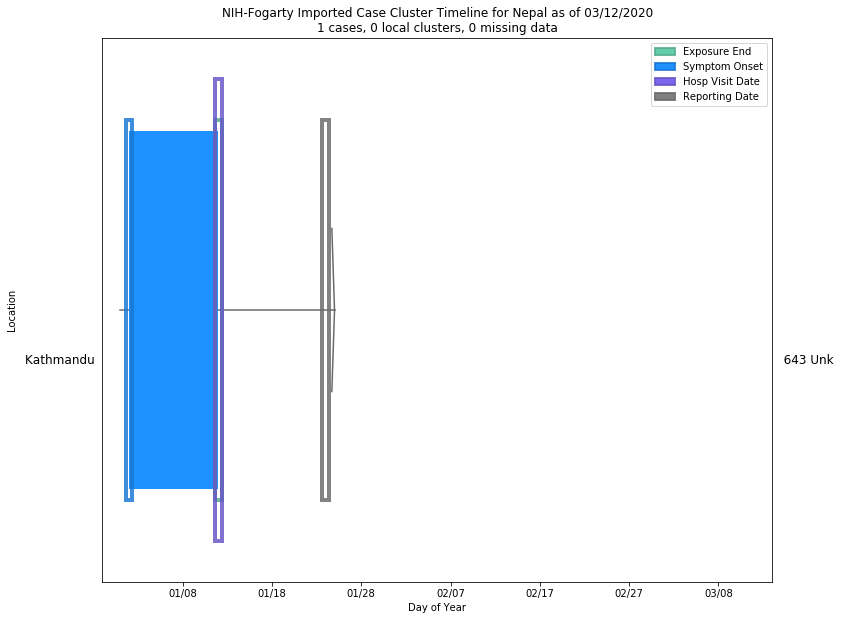 NIH-Fogarty Imported Case Cluster Timeline for Nepal as of 03/12/2020
1 cases, 0 local clusters, 0 missing data
Exposure End
Symptom Onset
Hosp Visit Date
Reporting Date
Location
Kathmandu
643 Unk
01/08
01/18
01/28
02/07
02/17
02/27
03/08
Day of Year